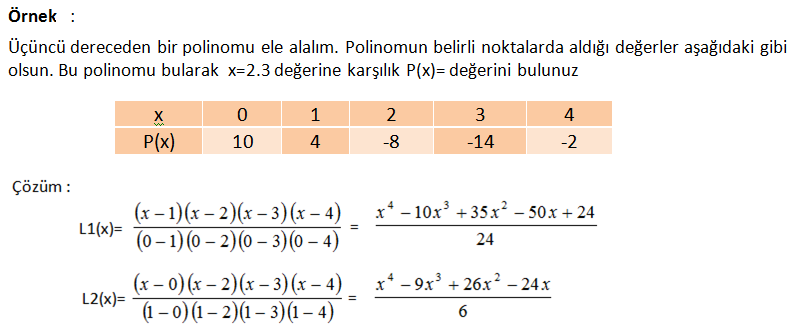 Örnek :
Üçüncü dereceden bir polinomu ele alalım. Polinomun belirli noktalarda aldığı değerler aşağıdaki gibi
olsun. Bu polinomu bularak x=2.3 değerine karşılık P(x)= değerini bulunuz
x 0 1 2 3 4
P(x) 10 4 -8 -14 -2
Çözüm :
L1(x)= \frac{(x-1)(x-2)(x-3)(x-4)}{(0-1)(0-2)(0-3)(0-4)} = \frac{x^4-10x^3+35x^2-50x+24}{24}
L2(x)= \frac{(x-0)(x-2)(x-3)(x-4)}{(1-0)(1-2)(1-3)(1-4)} = \frac{x^4-9x^3+26x^2-24x}{6}